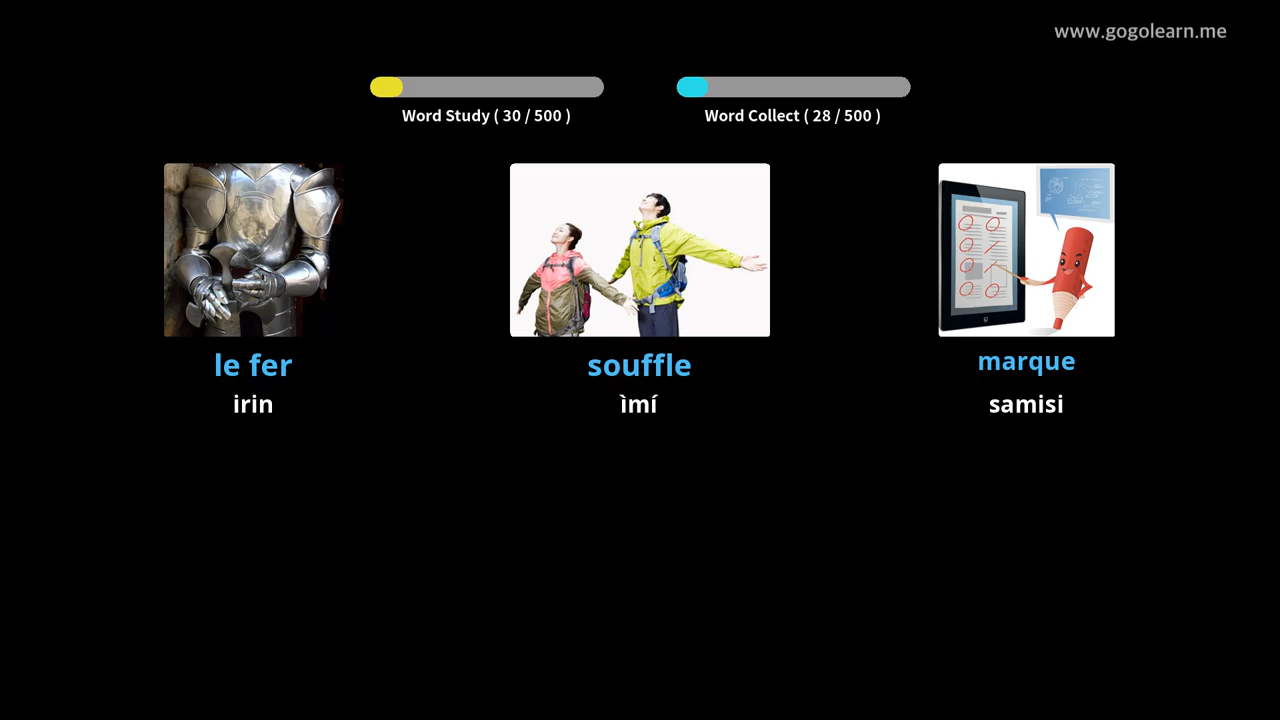 www.gogolearn.me
Word Study ( 30 / 500 )
Word Collect ( 28 / 500 )
le fer
souffle
marque
irin
ìmí
samisi